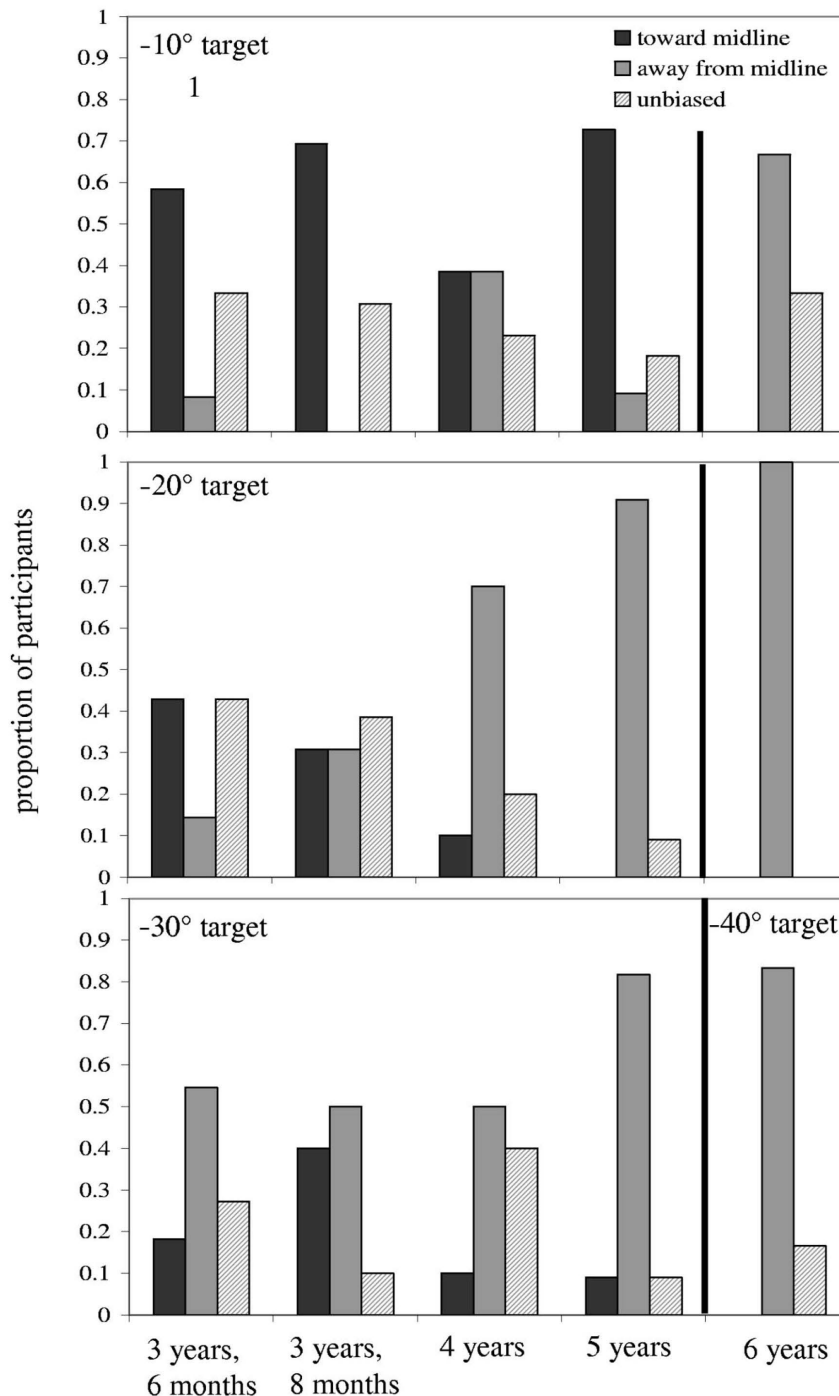 proportion of participants
1
0.9
0.8
0.7
0.6
0.5
0.4
0.3
0.2
0.1
0
-10° target
1
toward midline
away from midline
unbiased
1
0.9
0.8
0.7
0.6
0.5
0.4
0.3
0.2
0.1
0
-20° target
1
0.9
0.8
0.7
0.6
0.5
0.4
0.3
0.2
0.1
0
-30° target
-40° target
3 years,
6 months
3 years,
8 months
4 years
5 years
6 years